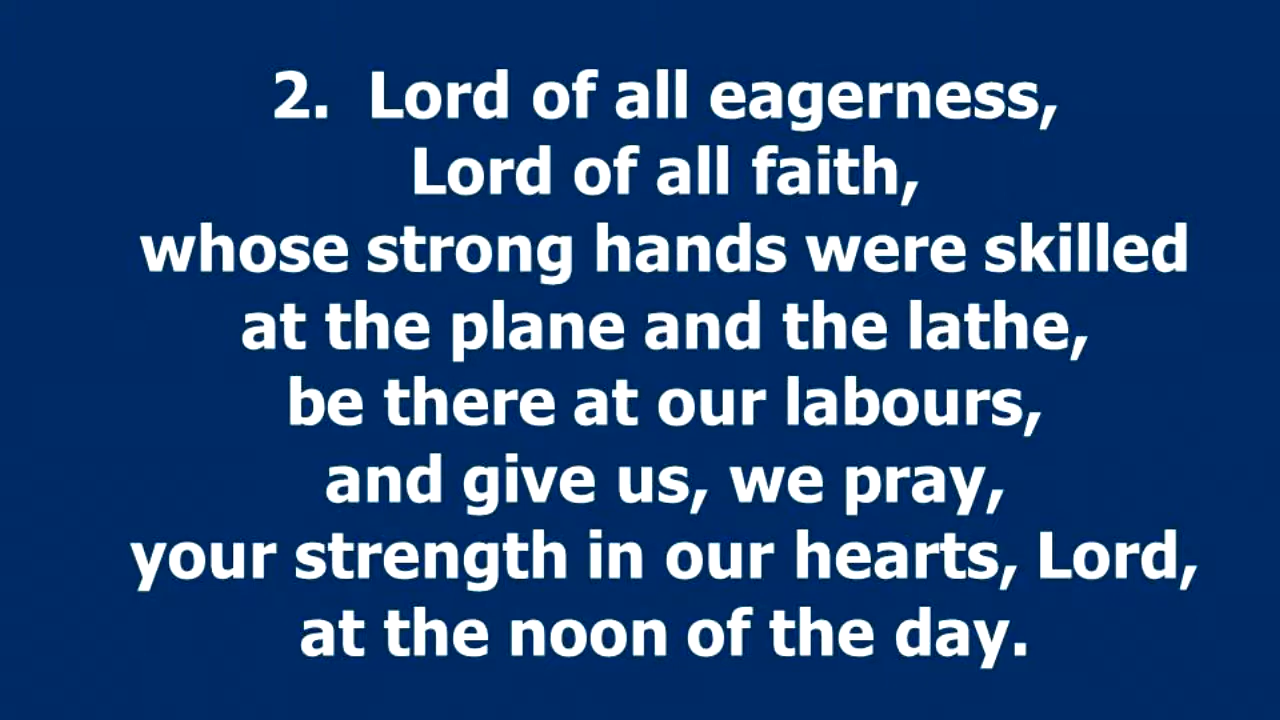 2. Lord of all eagerness,
Lord of all faith,
whose strong hands were skilled
at the plane and the lathe,
be there at our labours,
and give us, we pray,
your strength in our hearts, Lord,
at the noon of the day.